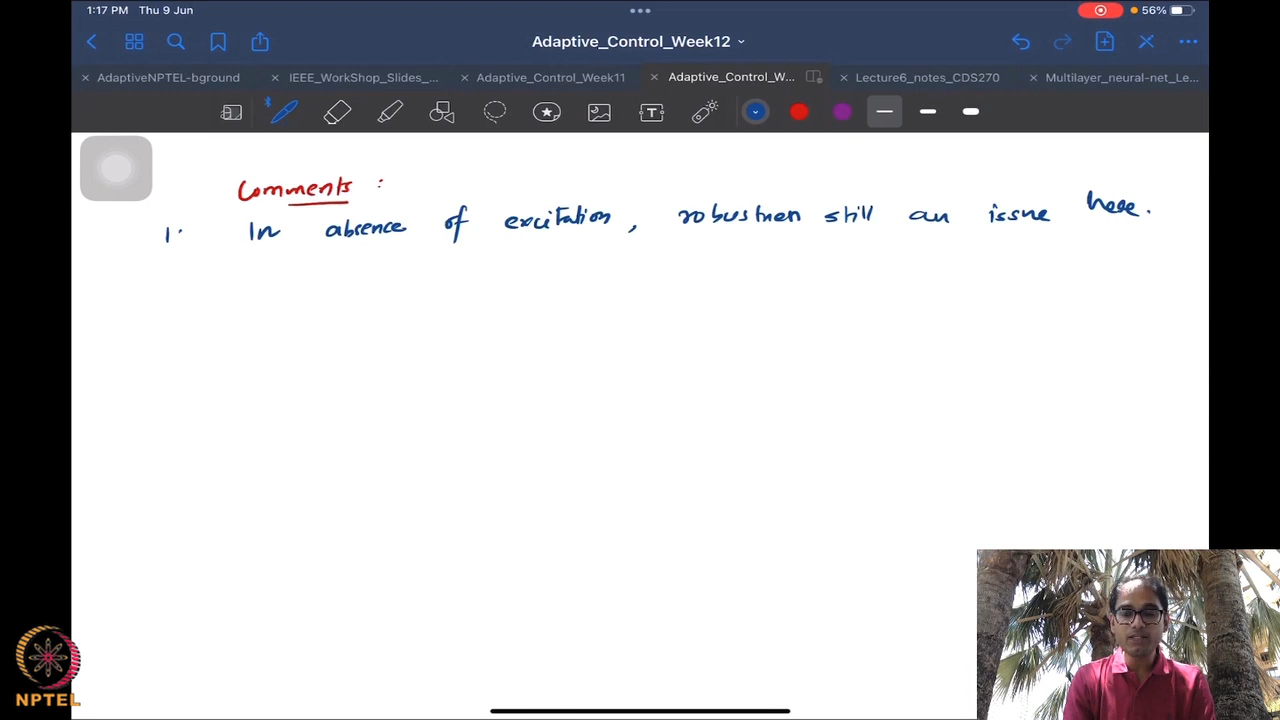 1:17 PM Thu 9 Jun
56%
Adaptive_Control_Week12
AdaptiveNPTEL-bground
IEEE_WorkShop_Slides_...
Adaptive_Control_Week11
Adaptive_Control_W...
Lecture6_notes_CDS270
Multilayer_neural-net_Le...
Comments :
1. In absence of excitation, robustness still an issue here.
NPTEL